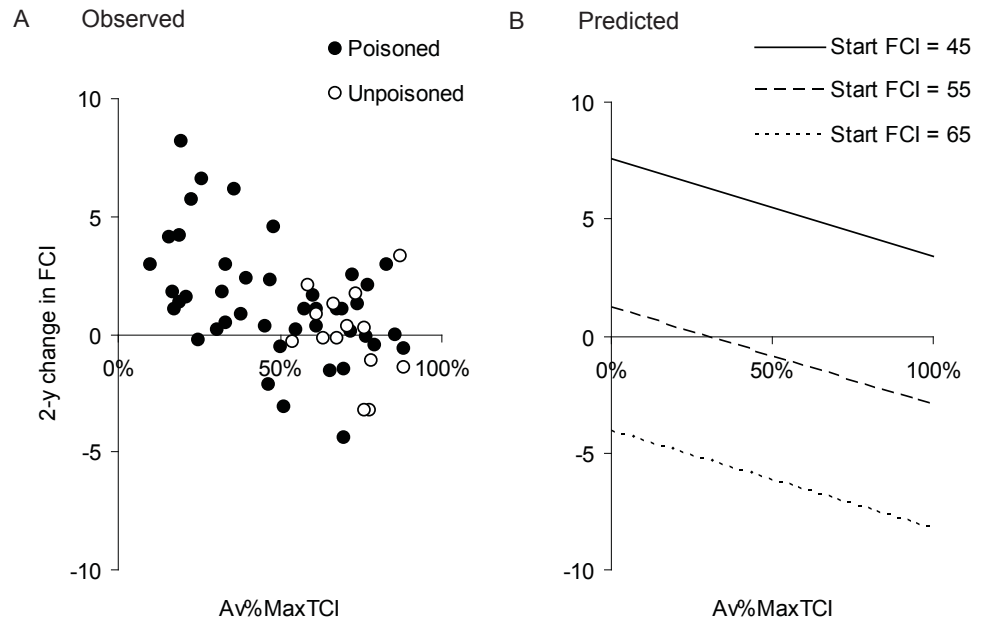 A Observed
Poisoned
Unpoisoned
10
5
0
-5
-10
0% 50% 100%
2-y change in FCI
Av%MaxTCI
B Predicted
Start FCI = 45
Start FCI = 55
Start FCI = 65
10
5
0
-5
-10
0% 50% 100%
Av%MaxTCI